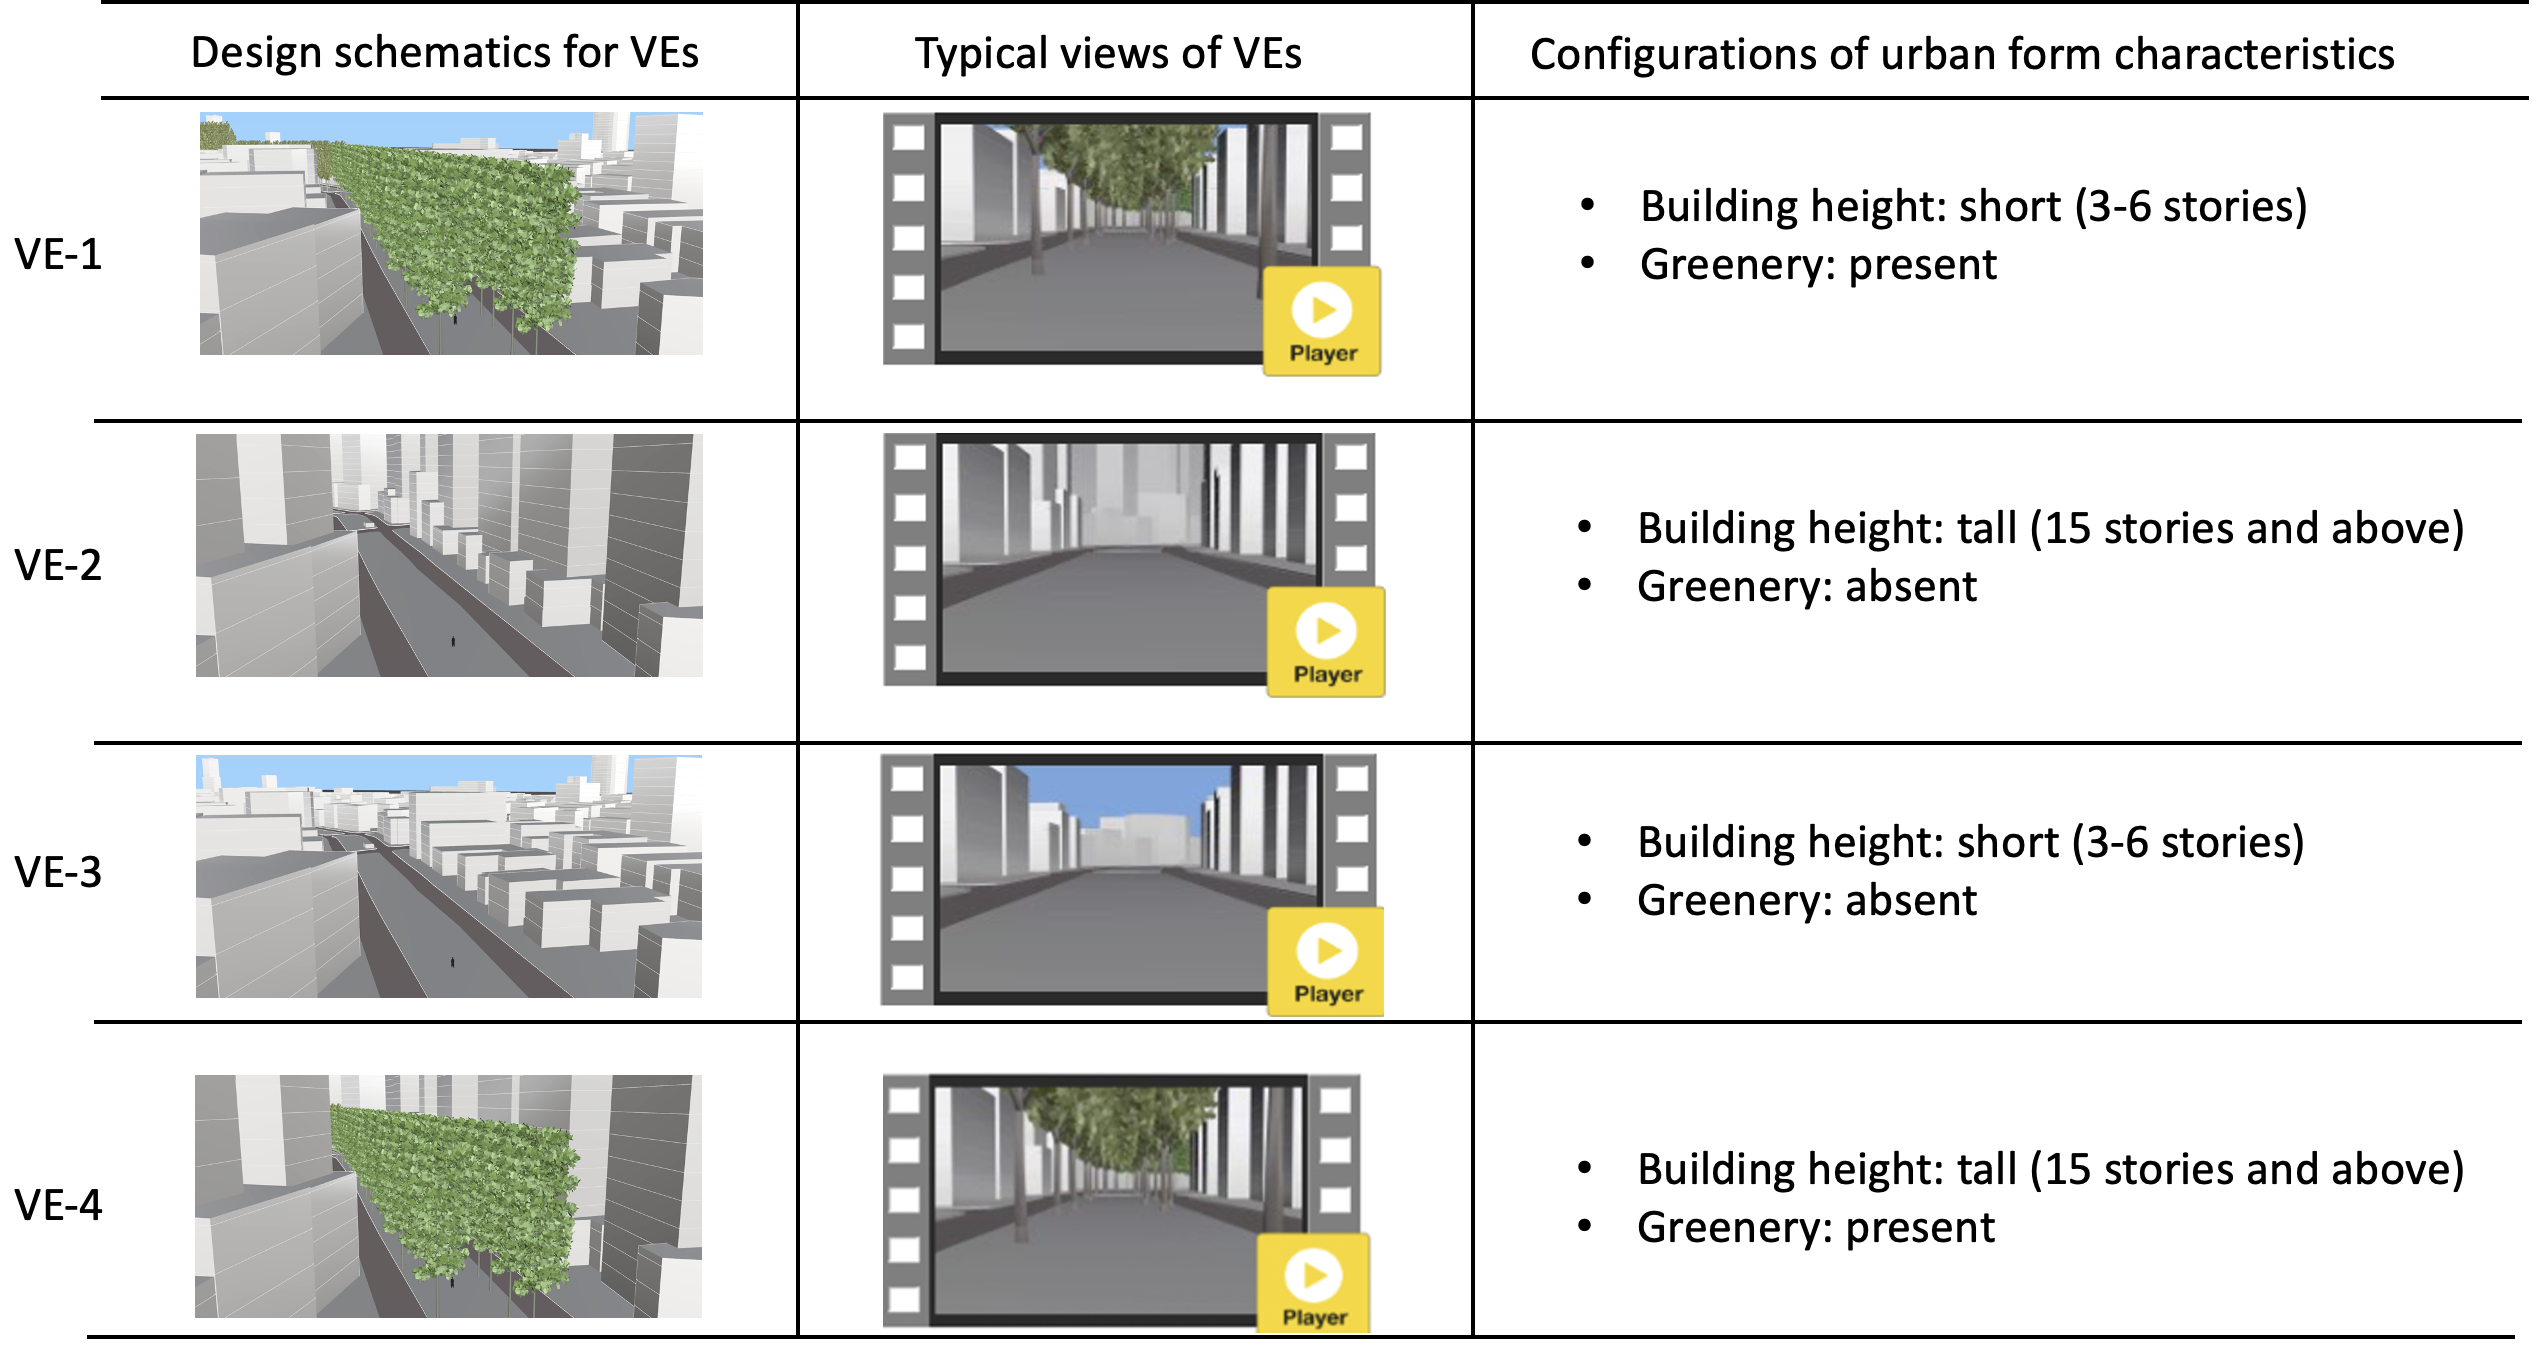 Design schematics for VEs
Typical views of VEs
Configurations of urban form characteristics
VE-1
Player
• Building height: short (3-6 stories)
• Greenery: present
VE-2
Player
• Building height: tall (15 stories and above)
• Greenery: absent
VE-3
Player
• Building height: short (3-6 stories)
• Greenery: absent
VE-4
Player
• Building height: tall (15 stories and above)
• Greenery: present